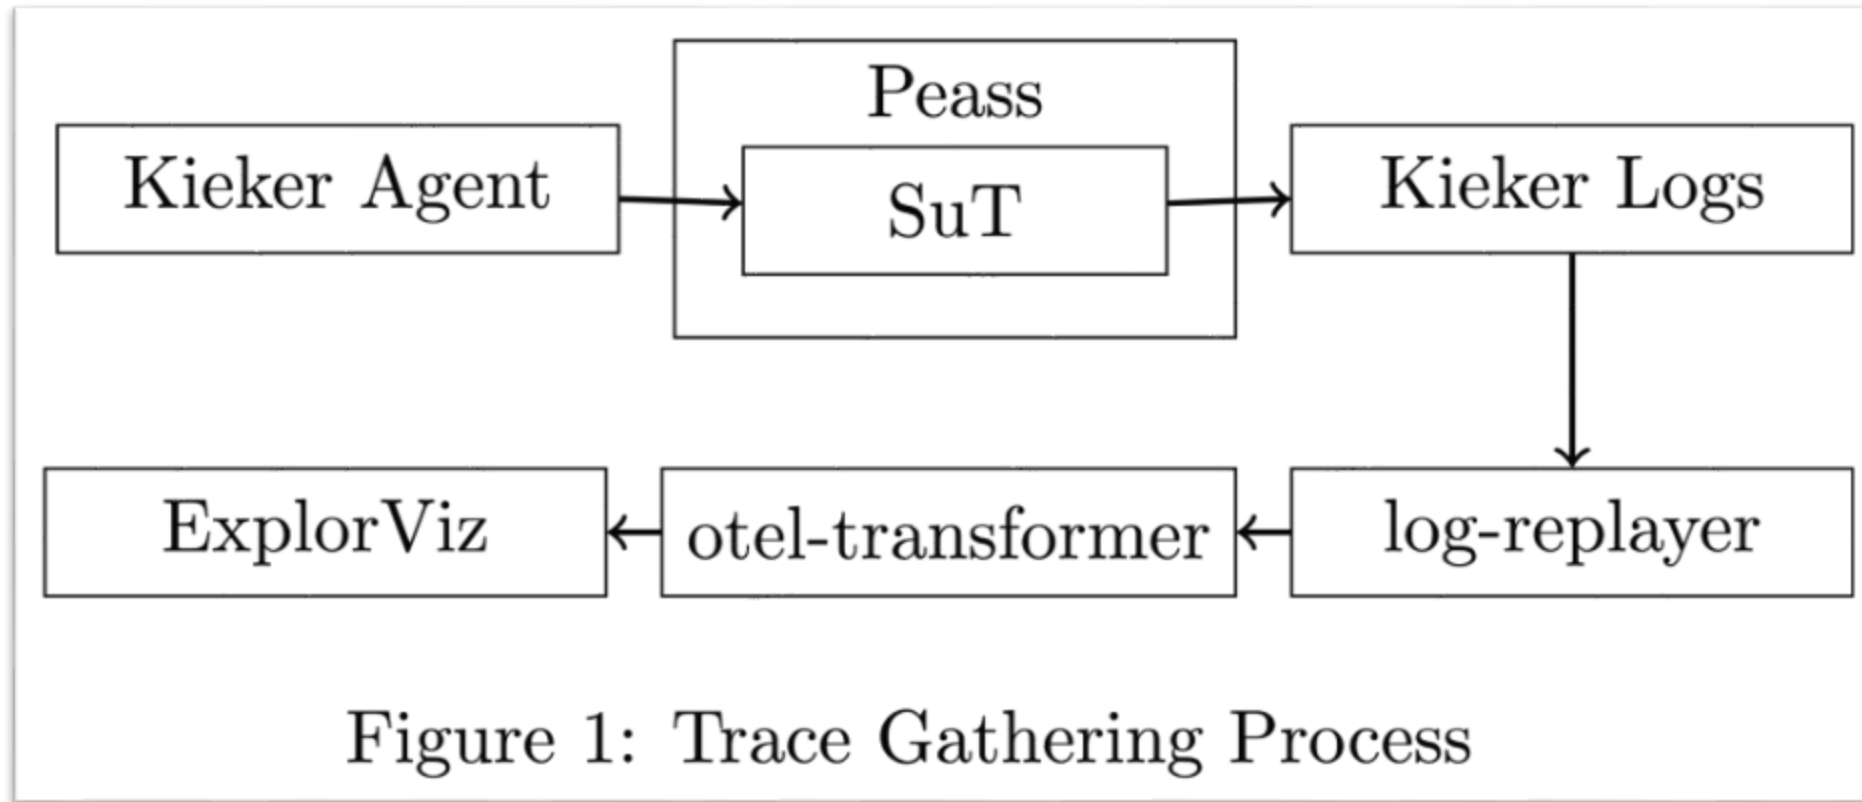 Peass
Kieker Agent
SuT
Kieker Logs
ExplorViz
otel-transformer
log-replayer
Figure 1: Trace Gathering Process